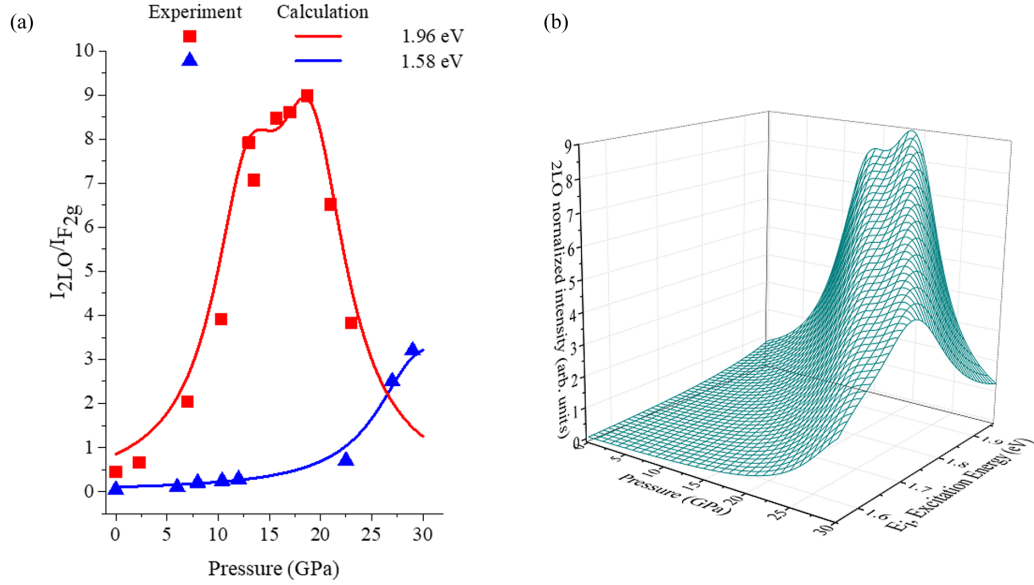 (a)
Experiment Calculation
1.96 eV
1.58 eV
10
9
8
7
6
5
4
3
2
1
0
I2LO/IF2g
0 5 10 15 20 25 30
Pressure (GPa)
(b)
9
8
7
6
5
4
3
2
1
0
2LO normalized intensity (arb. units)
0 5 10 15 20 25 30
Pressure (GPa)
1.6 1.7 1.8 1.9
Ei, Excitation Energy (eV)